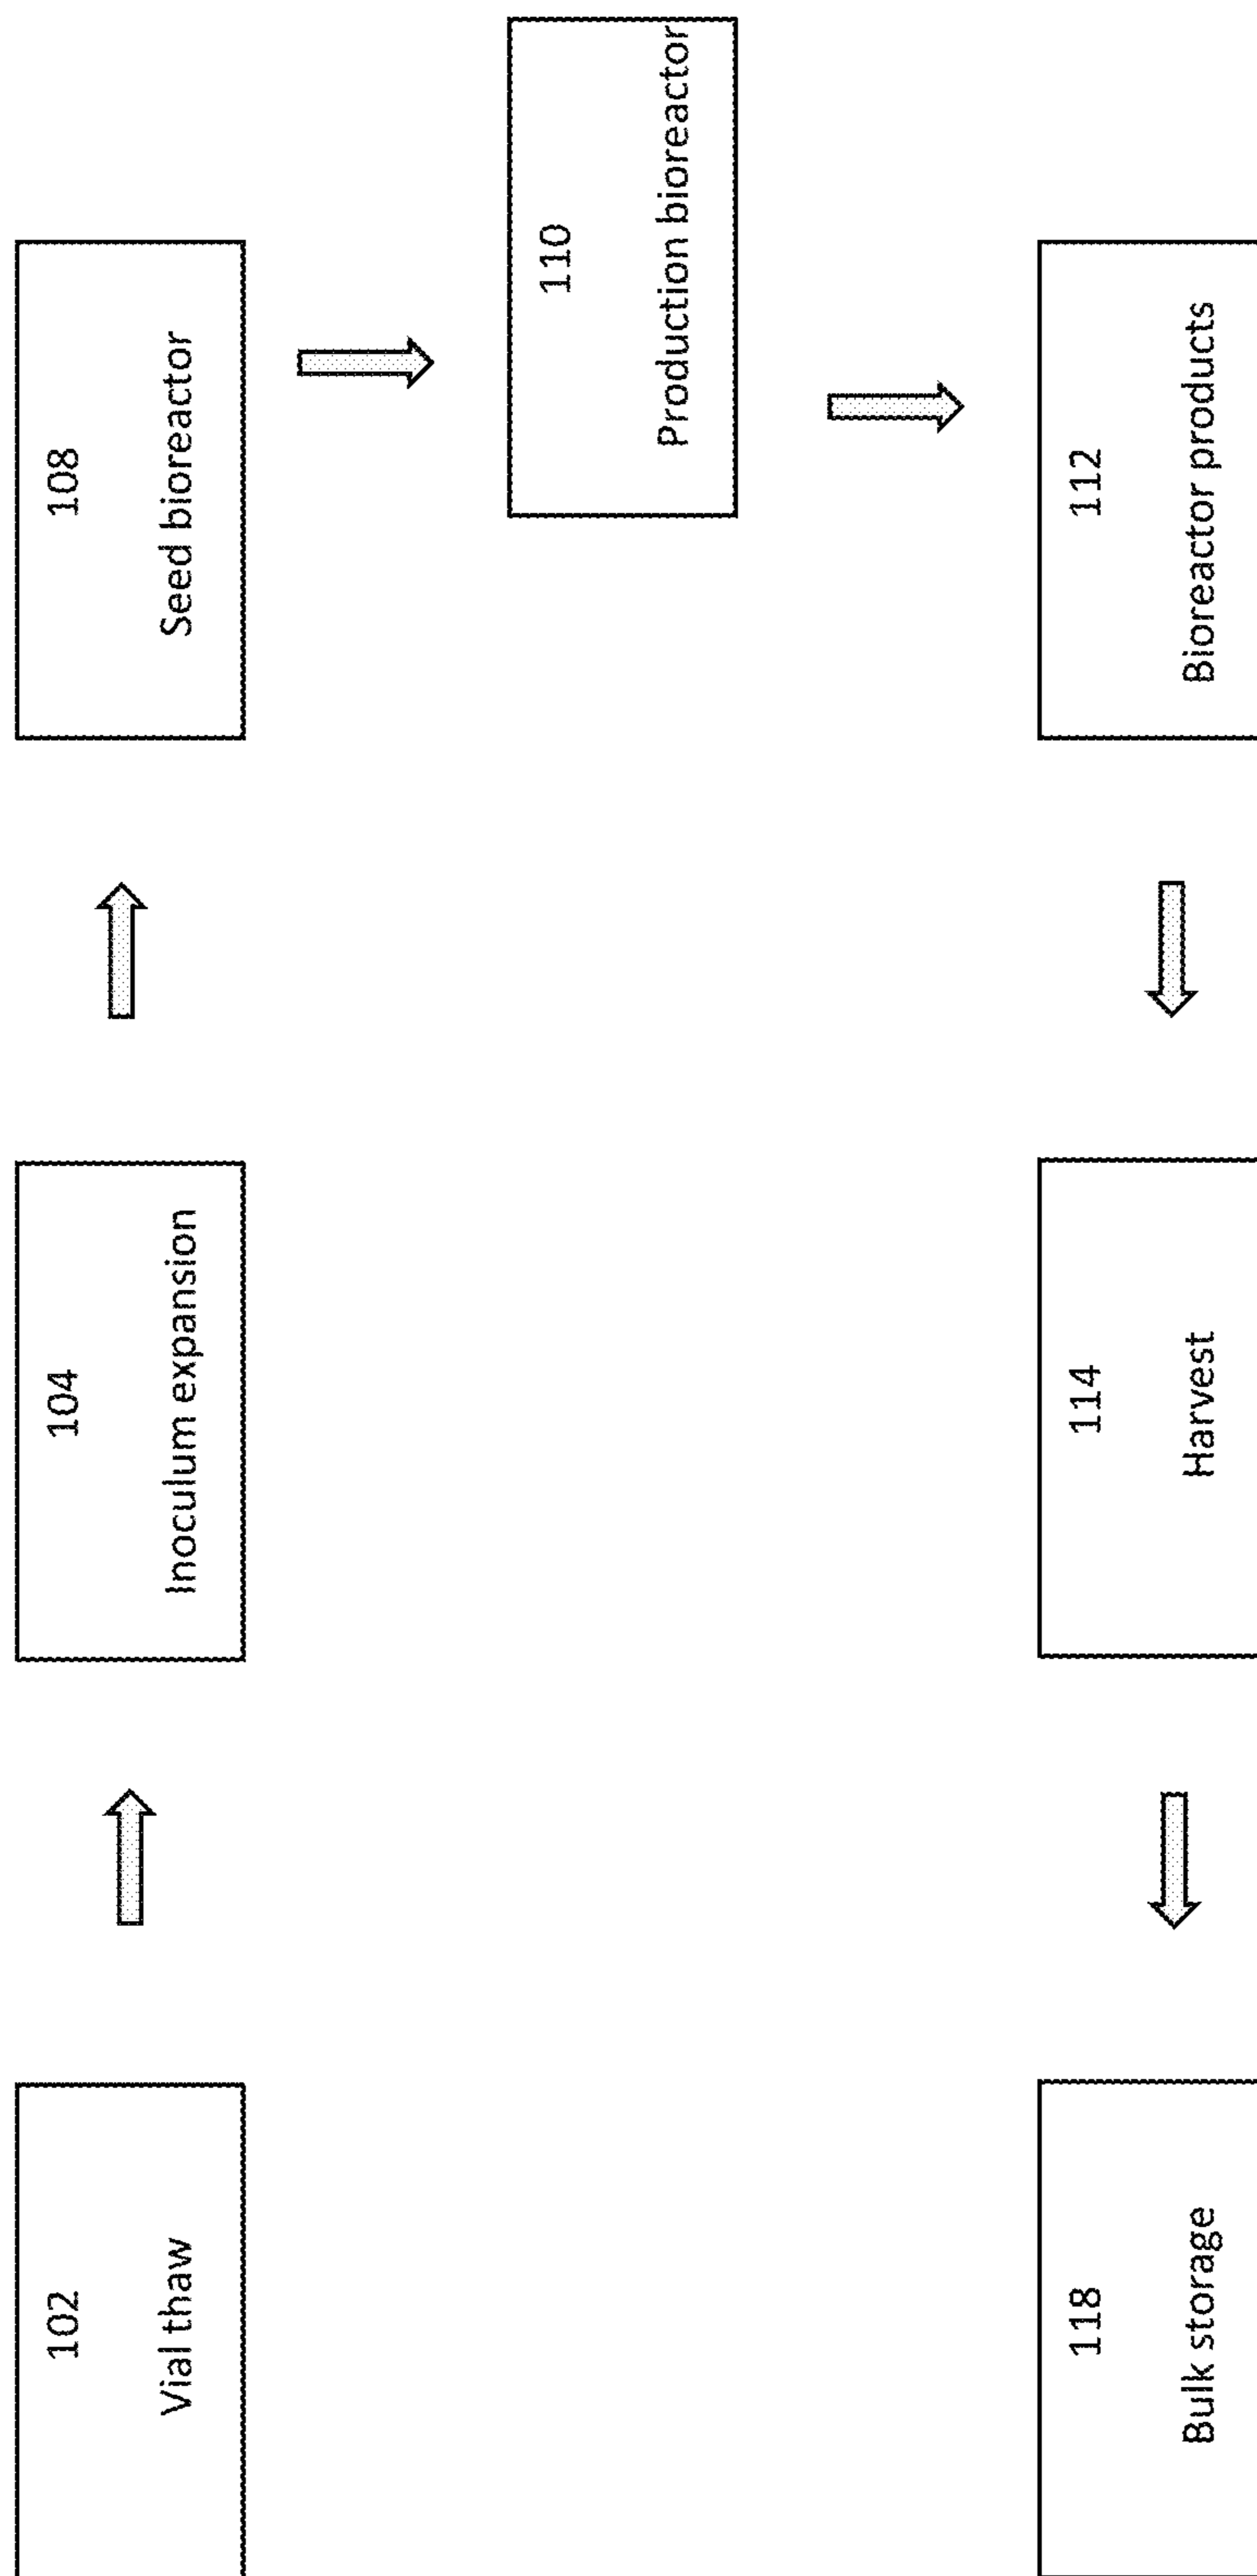 102
Vial thaw
104
Inoculum expansion
108
Seed bioreactor
110
Production bioreactor
112
Bioreactor products
114
Harvest
118
Bulk storage